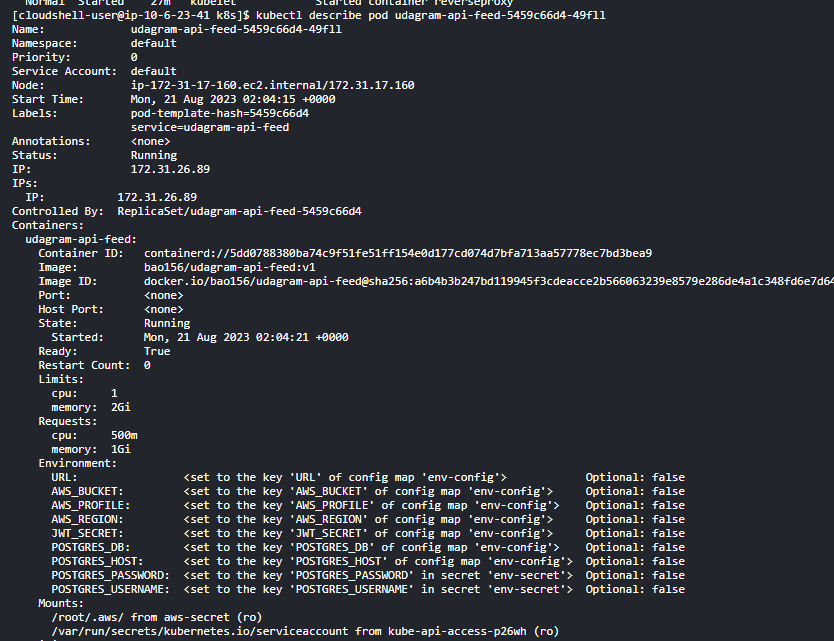 Normal Started 27m kubelet Started container reverseproxy
[cloudshell-user@ip-10-6-23-41 k8s]$ kubectl describe pod udagram-api-feed-5459c66d4-49fll
Name: udagram-api-feed-5459c66d4-49fll
Namespace: default
Priority: 0
Service Account: default
Node: ip-172-31-17-160.ec2.internal/172.31.17.160
Start Time: Mon, 21 Aug 2023 02:04:15 +0000
Labels: pod-template-hash=5459c66d4
service=udagram-api-feed
Annotations: <none>
Status: Running
IP: 172.31.26.89
IPs:
IP: 172.31.26.89
Controlled By: ReplicaSet/udagram-api-feed-5459c66d4
Containers:
udagram-api-feed:
Container ID: containerd://5dd0788380ba74c9f51fe51ff154e0d177cd074d7bfa713aa57778ec7bd3bea9
Image: bao156/udagram-api-feed:v1
Image ID: docker.io/bao156/udagram-api-feed@sha256:a6b4b3b247bd119945f3cdeacce2b566063239e8579e286de4a1c348fd6e7d64
Port: <none>
Host Port: <none>
State: Running
Started: Mon, 21 Aug 2023 02:04:21 +0000
Ready: True
Restart Count: 0
Limits:
cpu: 1
memory: 2Gi
Requests:
cpu: 500m
memory: 1Gi
Environment:
URL: <set to the key 'URL' of config map 'env-config'> Optional: false
AWS_BUCKET: <set to the key 'AWS_BUCKET' of config map 'env-config'> Optional: false
AWS_PROFILE: <set to the key 'AWS_PROFILE' of config map 'env-config'> Optional: false
AWS_REGION: <set to the key 'AWS_REGION' of config map 'env-config'> Optional: false
JWT_SECRET: <set to the key 'JWT_SECRET' of config map 'env-config'> Optional: false
POSTGRES_DB: <set to the key 'POSTGRES_DB' of config map 'env-config'> Optional: false
POSTGRES_HOST: <set to the key 'POSTGRES_HOST' of config map 'env-config'> Optional: false
POSTGRES_PASSWORD: <set to the key 'POSTGRES_PASSWORD' in secret 'env-secret'> Optional: false
POSTGRES_USERNAME: <set to the key 'POSTGRES_USERNAME' in secret 'env-secret'> Optional: false
Mounts:
/root/.aws/ from aws-secret (ro)
/var/run/secrets/kubernetes.io/serviceaccount from kube-api-access-p26wh (ro)